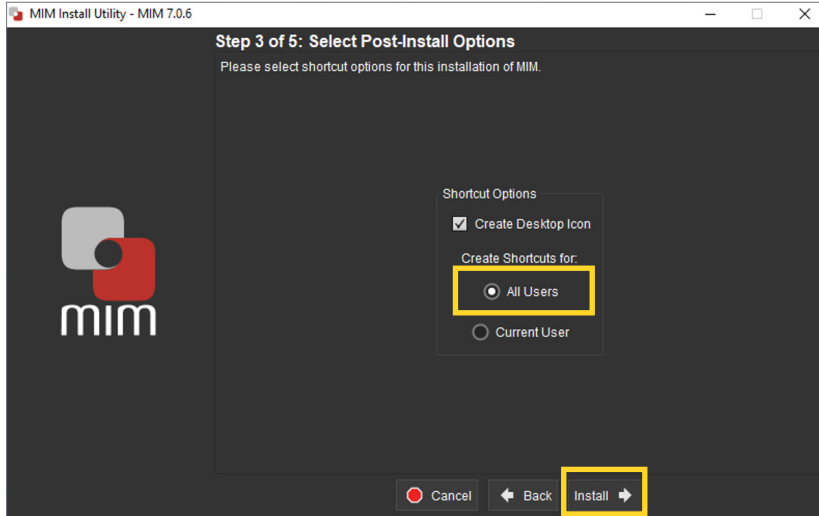 MIM Install Utility - MIM 7.0.6
Step 3 of 5: Select Post-Install Options
Please select shortcut options for this installation of MIM.
mim
Shortcut Options
Create Desktop Icon
Create Shortcuts for:
All Users
Current User
Cancel
Back
Install